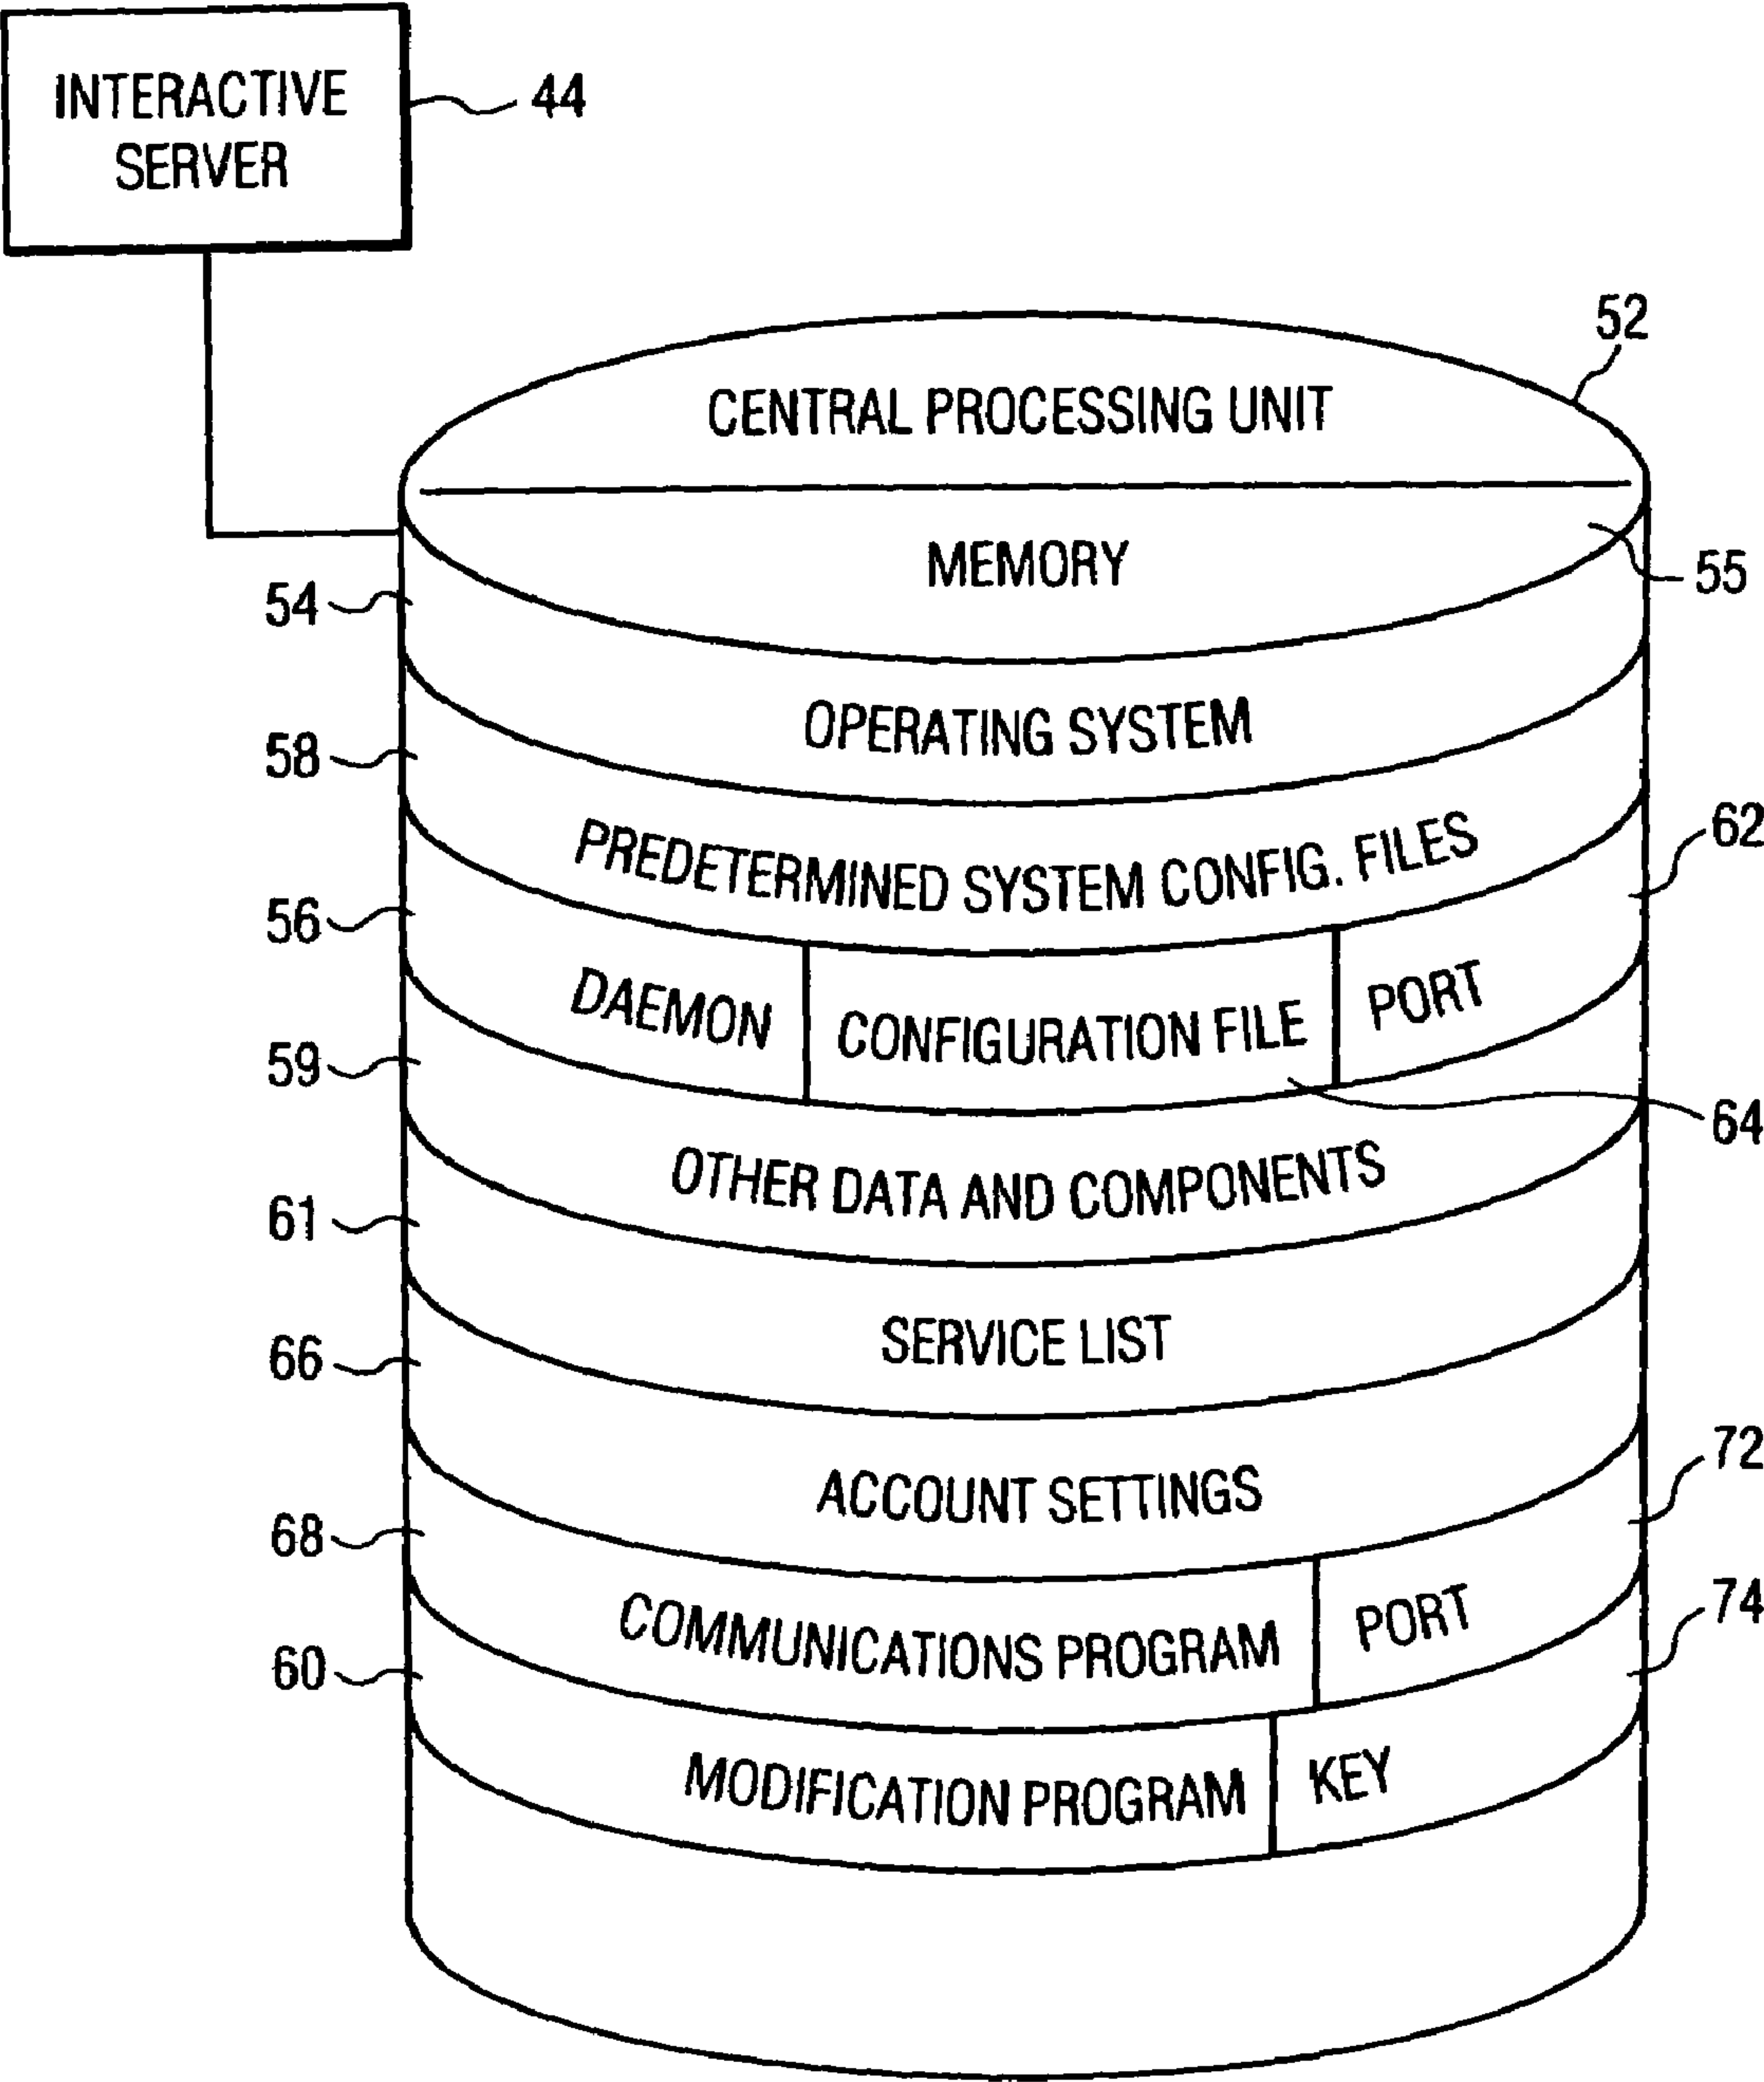 INTERACTIVE
SERVER
44
52
CENTRAL PROCESSING UNIT
MEMORY
55
54
OPERATING SYSTEM
58
PREDETERMINED SYSTEM CONFIG. FILES
62
56
DAEMON
CONFIGURATION FILE
PORT
59
64
OTHER DATA AND COMPONENTS
61
SERVICE LIST
66
ACCOUNT SETTINGS
72
68
COMMUNICATIONS PROGRAM
PORT
74
60
MODIFICATION PROGRAM
KEY